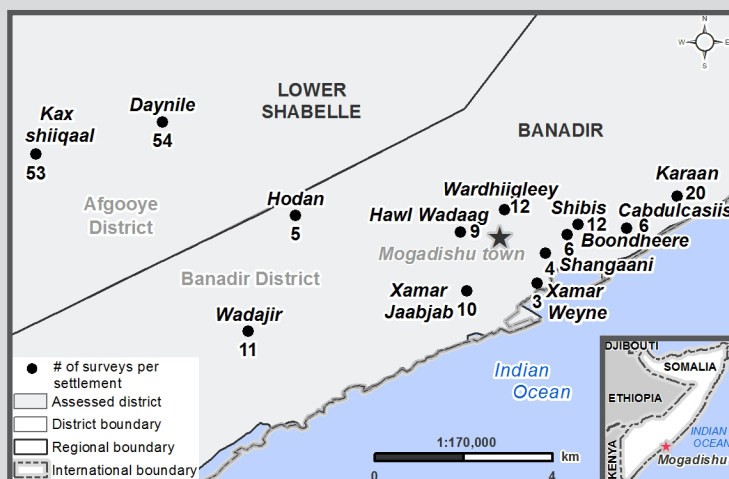 N
W
E
S
LOWER
SHABELLE
BANADIR
Kax
shiiqaal
53
Daynile
54
Afgooye
District
Hodan
5
Banadir District
Wadajir
11
Hawl Wadaag
9
Wardhiigleey
12
Mogadishu town
Xamar
Jaabjab
10
Shibis
12
Karaan
20
Cabdulcasiis
6
Boondheere
6
Shangaani
4
Xamar
Weyne
3
Indian
Ocean
# of surveys per
settlement
Assessed district
District boundary
Regional boundary
International boundary
1:170,000
km
0
4
DJIBOUTI
SOMALIA
ETHIOPIA
KENYA
INDIAN
OCEAN
Mogadishu